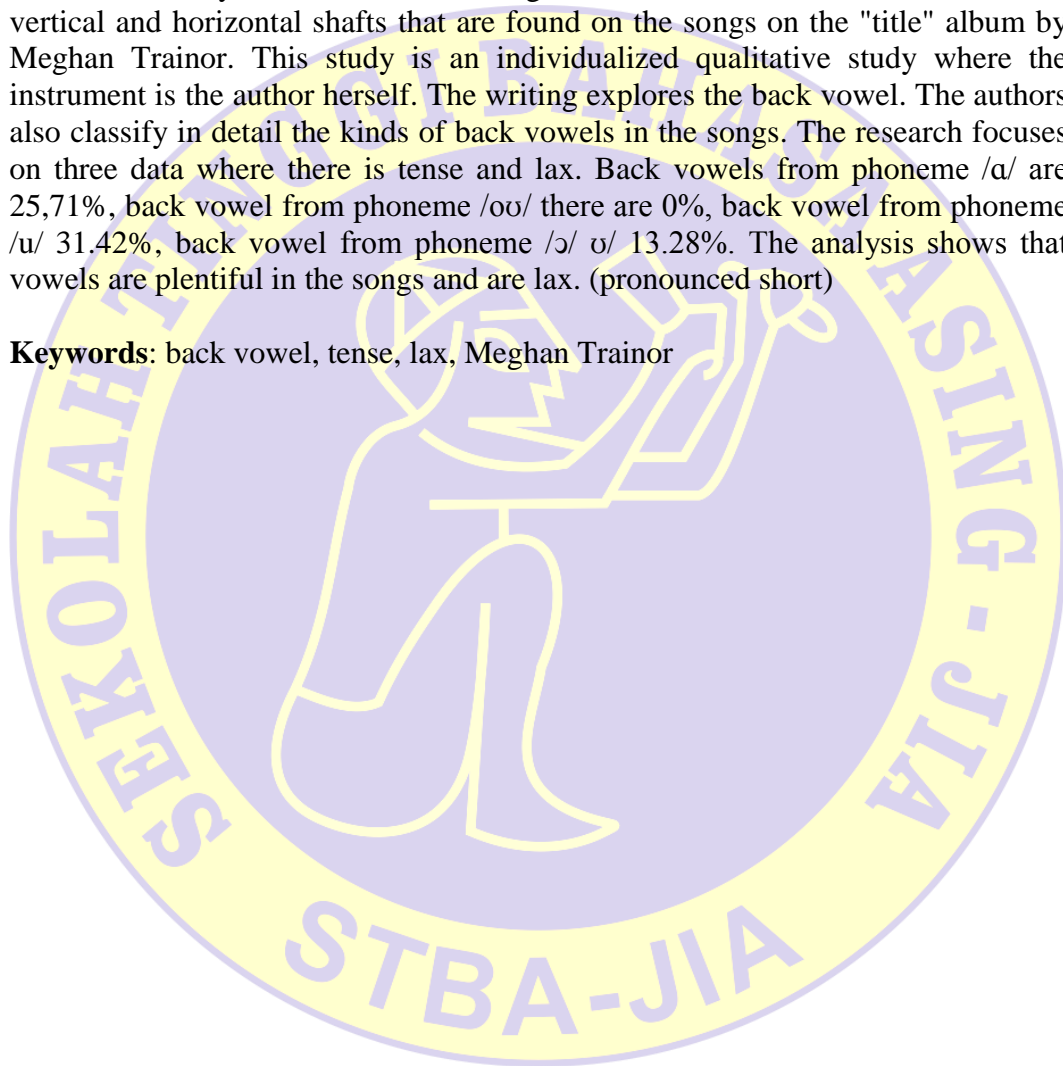 vertical and horizontal shafts that are found on the songs on the "title" album by
Meghan Trainor. This study is an individualized qualitative study where the
instrument is the author herself. The writing explores the back vowel. The authors
also classify in detail the kinds of back vowels in the songs. The research focuses
on three data where there is tense and lax. Back vowels from phoneme /ɑ/ are
25,71%, back vowel from phoneme /oʊ/ there are 0%, back vowel from phoneme
/u/ 31.42%, back vowel from phoneme /ɔ/ ʊ/ 13.28%. The analysis shows that
vowels are plentiful in the songs and are lax. (pronounced short)
Keywords: back vowel, tense, lax, Meghan Trainor
SEKOLAH TINGGI BAHASA ASING - JIA
STBA-JIA